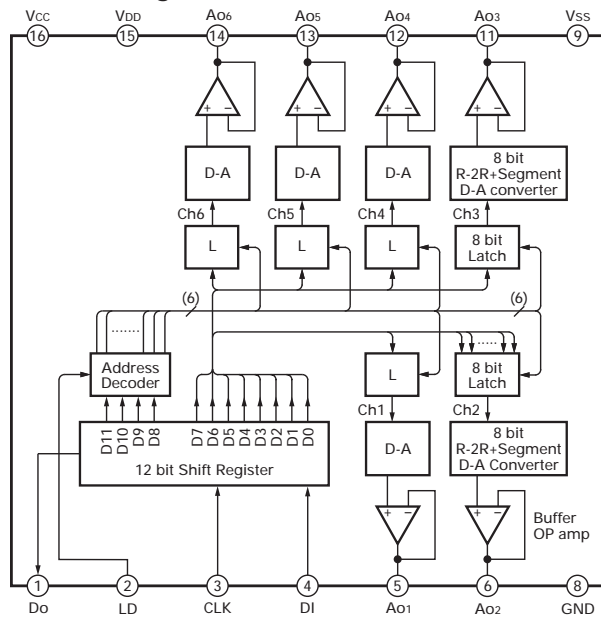 VCC VDD Ao6 Ao5 Ao4 Ao3 VSS
16 15 14 13 12 11 9
+ − + − + − + −
D-A D-A D-A 8 bit
R-2R+Segment
D-A converter
Ch6 Ch5 Ch4 Ch3
L L L 8 bit
Latch
(6) (6)
........ .....
Address
Decoder
L 8 bit
Latch
D11 D10 D9 D8 D7 D6 D5 D4 D3 D2 D1 D0
Ch1 Ch2
12 bit Shift Register
D-A 8 bit
R-2R+Segment
D-A Converter
+ − + −
Buffer
OP amp
1 2 3 4 5 6 8
Do LD CLK DI Ao1 Ao2 GND